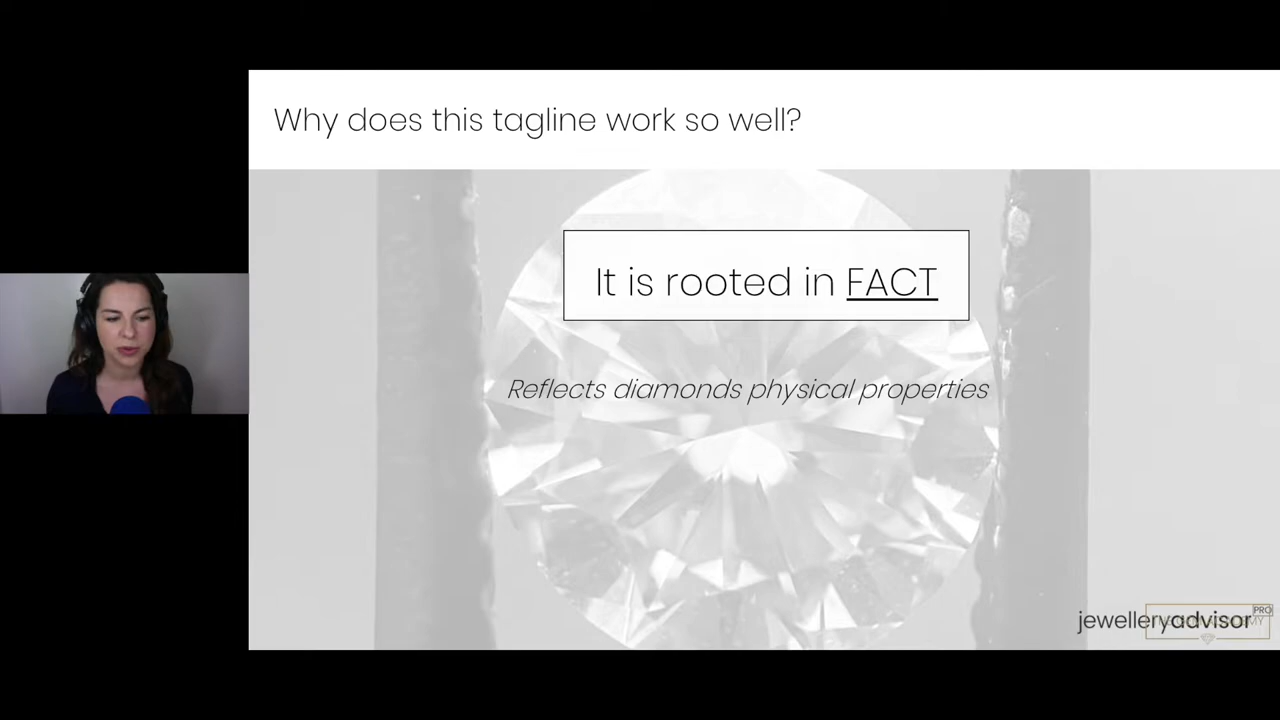 Why does this tagline work so well?
It is rooted in FACT
Reflects diamonds physical properties
jewelleryadvisor
PRO